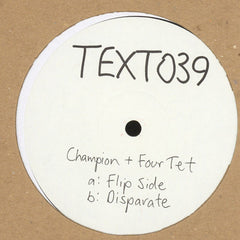 TEXT039
Champion + Four Tet
a: Flip Side
b: Disparate